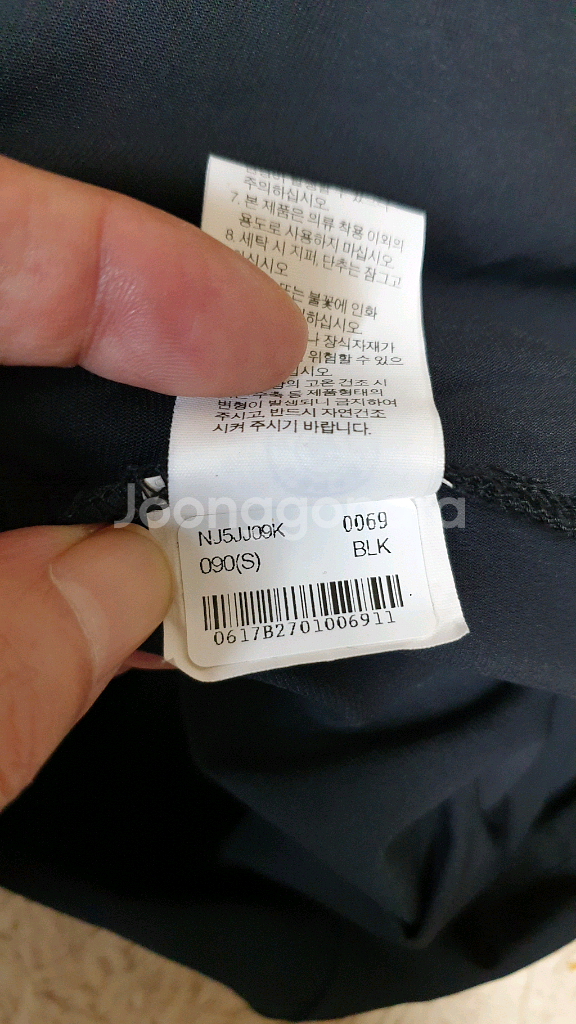 주의하십시오.
7. 본 제품은 의류 착용 이외의
용도로 사용하지 마십시오.
8. 세탁 시 지퍼, 단추는 잠그고
불꽃에 인화
하십시오.
장식자재가
위험할 수 있으
고온 건조 시
제품형태의
변형이 발생되니 금지하여
주시고, 반드시 자연건조
시켜 주시기 바랍니다.
Joonagonara
NJ5JJ09K 0069
090(S) BLK
0617B2701006911